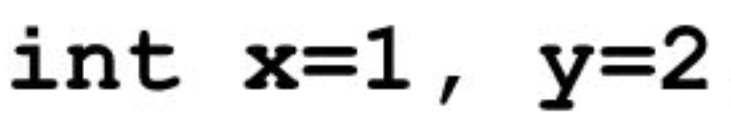 int x=1, y=2